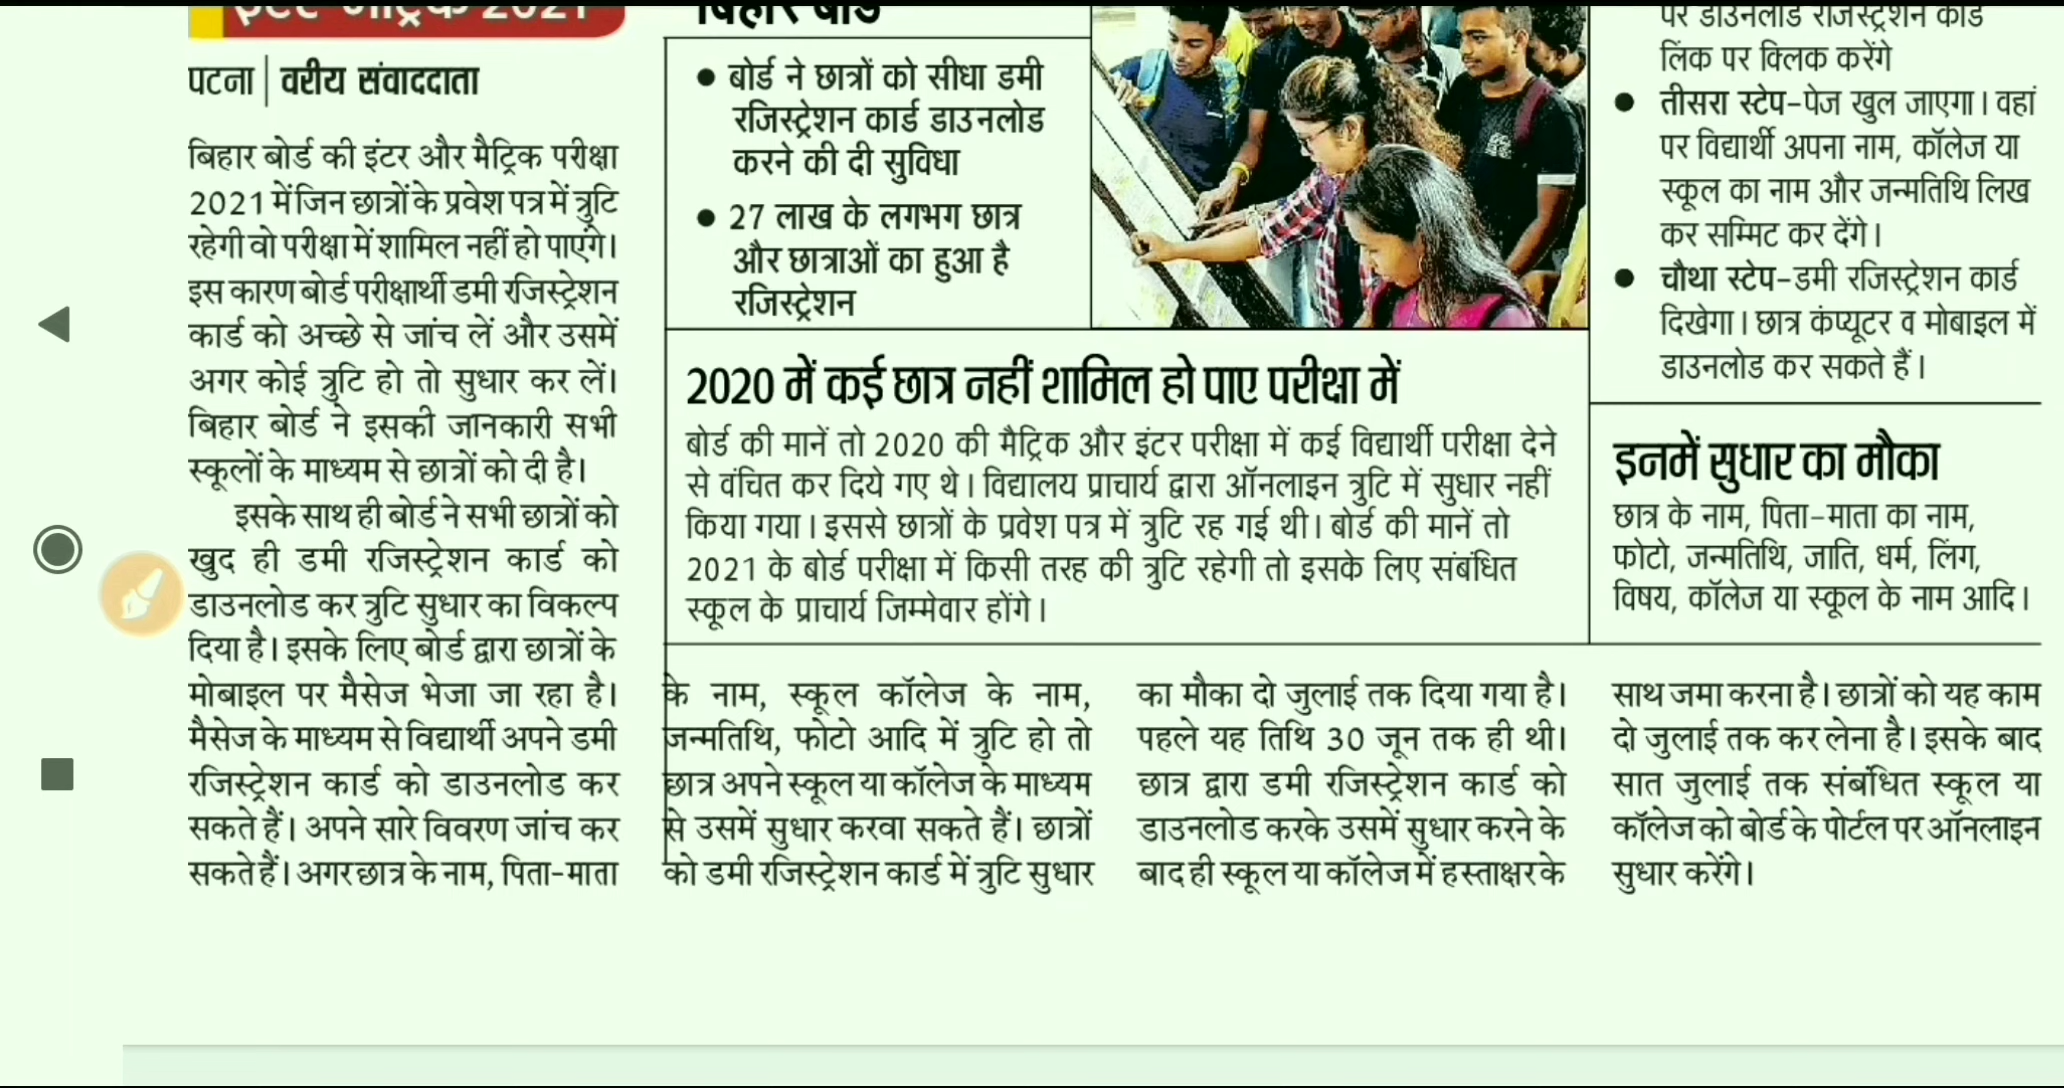 इंटर मैट्रिक 2021
पटना | वरीय संवाददाता
बिहार बोर्ड की इंटर और मैट्रिक परीक्षा
2021 में जिन छात्रों के प्रवेश पत्र में त्रुटि
रहेगी वो परीक्षा में शामिल नहीं हो पाएंगे।
इस कारण बोर्ड परीक्षार्थी डमी रजिस्ट्रेशन
कार्ड को अच्छे से जांच लें और उसमें
अगर कोई त्रुटि हो तो सुधार कर लें।
बिहार बोर्ड ने इसकी जानकारी सभी
स्कूलों के माध्यम से छात्रों को दी है।
इसके साथ ही बोर्ड ने सभी छात्रों को
खुद ही डमी रजिस्ट्रेशन कार्ड को
डाउनलोड कर त्रुटि सुधार का विकल्प
दिया है। इसके लिए बोर्ड द्वारा छात्रों के
मोबाइल पर मैसेज भेजा जा रहा है।
मैसेज के माध्यम से विद्यार्थी अपने डमी
रजिस्ट्रेशन कार्ड को डाउनलोड कर
सकते हैं। अपने सारे विवरण जांच कर
सकते हैं। अगर छात्र के नाम, पिता-माता
बिहार बोर्ड
● बोर्ड ने छात्रों को सीधा डमी
रजिस्ट्रेशन कार्ड डाउनलोड
करने की दी सुविधा
● 27 लाख के लगभग छात्र
और छात्राओं का हुआ है
रजिस्ट्रेशन
2020 में कई छात्र नहीं शामिल हो पाए परीक्षा में
बोर्ड की मानें तो 2020 की मैट्रिक और इंटर परीक्षा में कई विद्यार्थी परीक्षा देने
से वंचित कर दिये गए थे। विद्यालय प्राचार्य द्वारा ऑनलाइन त्रुटि में सुधार नहीं
किया गया। इससे छात्रों के प्रवेश पत्र में त्रुटि रह गई थी। बोर्ड की मानें तो
2021 के बोर्ड परीक्षा में किसी तरह की त्रुटि रहेगी तो इसके लिए संबंधित
स्कूल के प्राचार्य जिम्मेवार होंगे।
पर डाउनलोड रजिस्ट्रेशन कार्ड
लिंक पर क्लिक करेंगे
● तीसरा स्टेप-पेज खुल जाएगा। वहां
पर विद्यार्थी अपना नाम, कॉलेज या
स्कूल का नाम और जन्मतिथि लिख
कर सम्मिट कर देंगे।
● चौथा स्टेप-डमी रजिस्ट्रेशन कार्ड
दिखेगा। छात्र कंप्यूटर व मोबाइल में
डाउनलोड कर सकते हैं।
इनमें सुधार का मौका
छात्र के नाम, पिता-माता का नाम,
फोटो, जन्मतिथि, जाति, धर्म, लिंग,
विषय, कॉलेज या स्कूल के नाम आदि।
के नाम, स्कूल कॉलेज के नाम,
जन्मतिथि, फोटो आदि में त्रुटि हो तो
छात्र अपने स्कूल या कॉलेज के माध्यम
से उसमें सुधार करवा सकते हैं। छात्रों
को डमी रजिस्ट्रेशन कार्ड में त्रुटि सुधार
का मौका दो जुलाई तक दिया गया है।
पहले यह तिथि 30 जून तक ही थी।
छात्र द्वारा डमी रजिस्ट्रेशन कार्ड को
डाउनलोड करके उसमें सुधार करने के
बाद ही स्कूल या कॉलेज में हस्ताक्षर के
साथ जमा करना है। छात्रों को यह काम
दो जुलाई तक कर लेना है। इसके बाद
सात जुलाई तक संबंधित स्कूल या
कॉलेज को बोर्ड के पोर्टल पर ऑनलाइन
सुधार करेंगे।